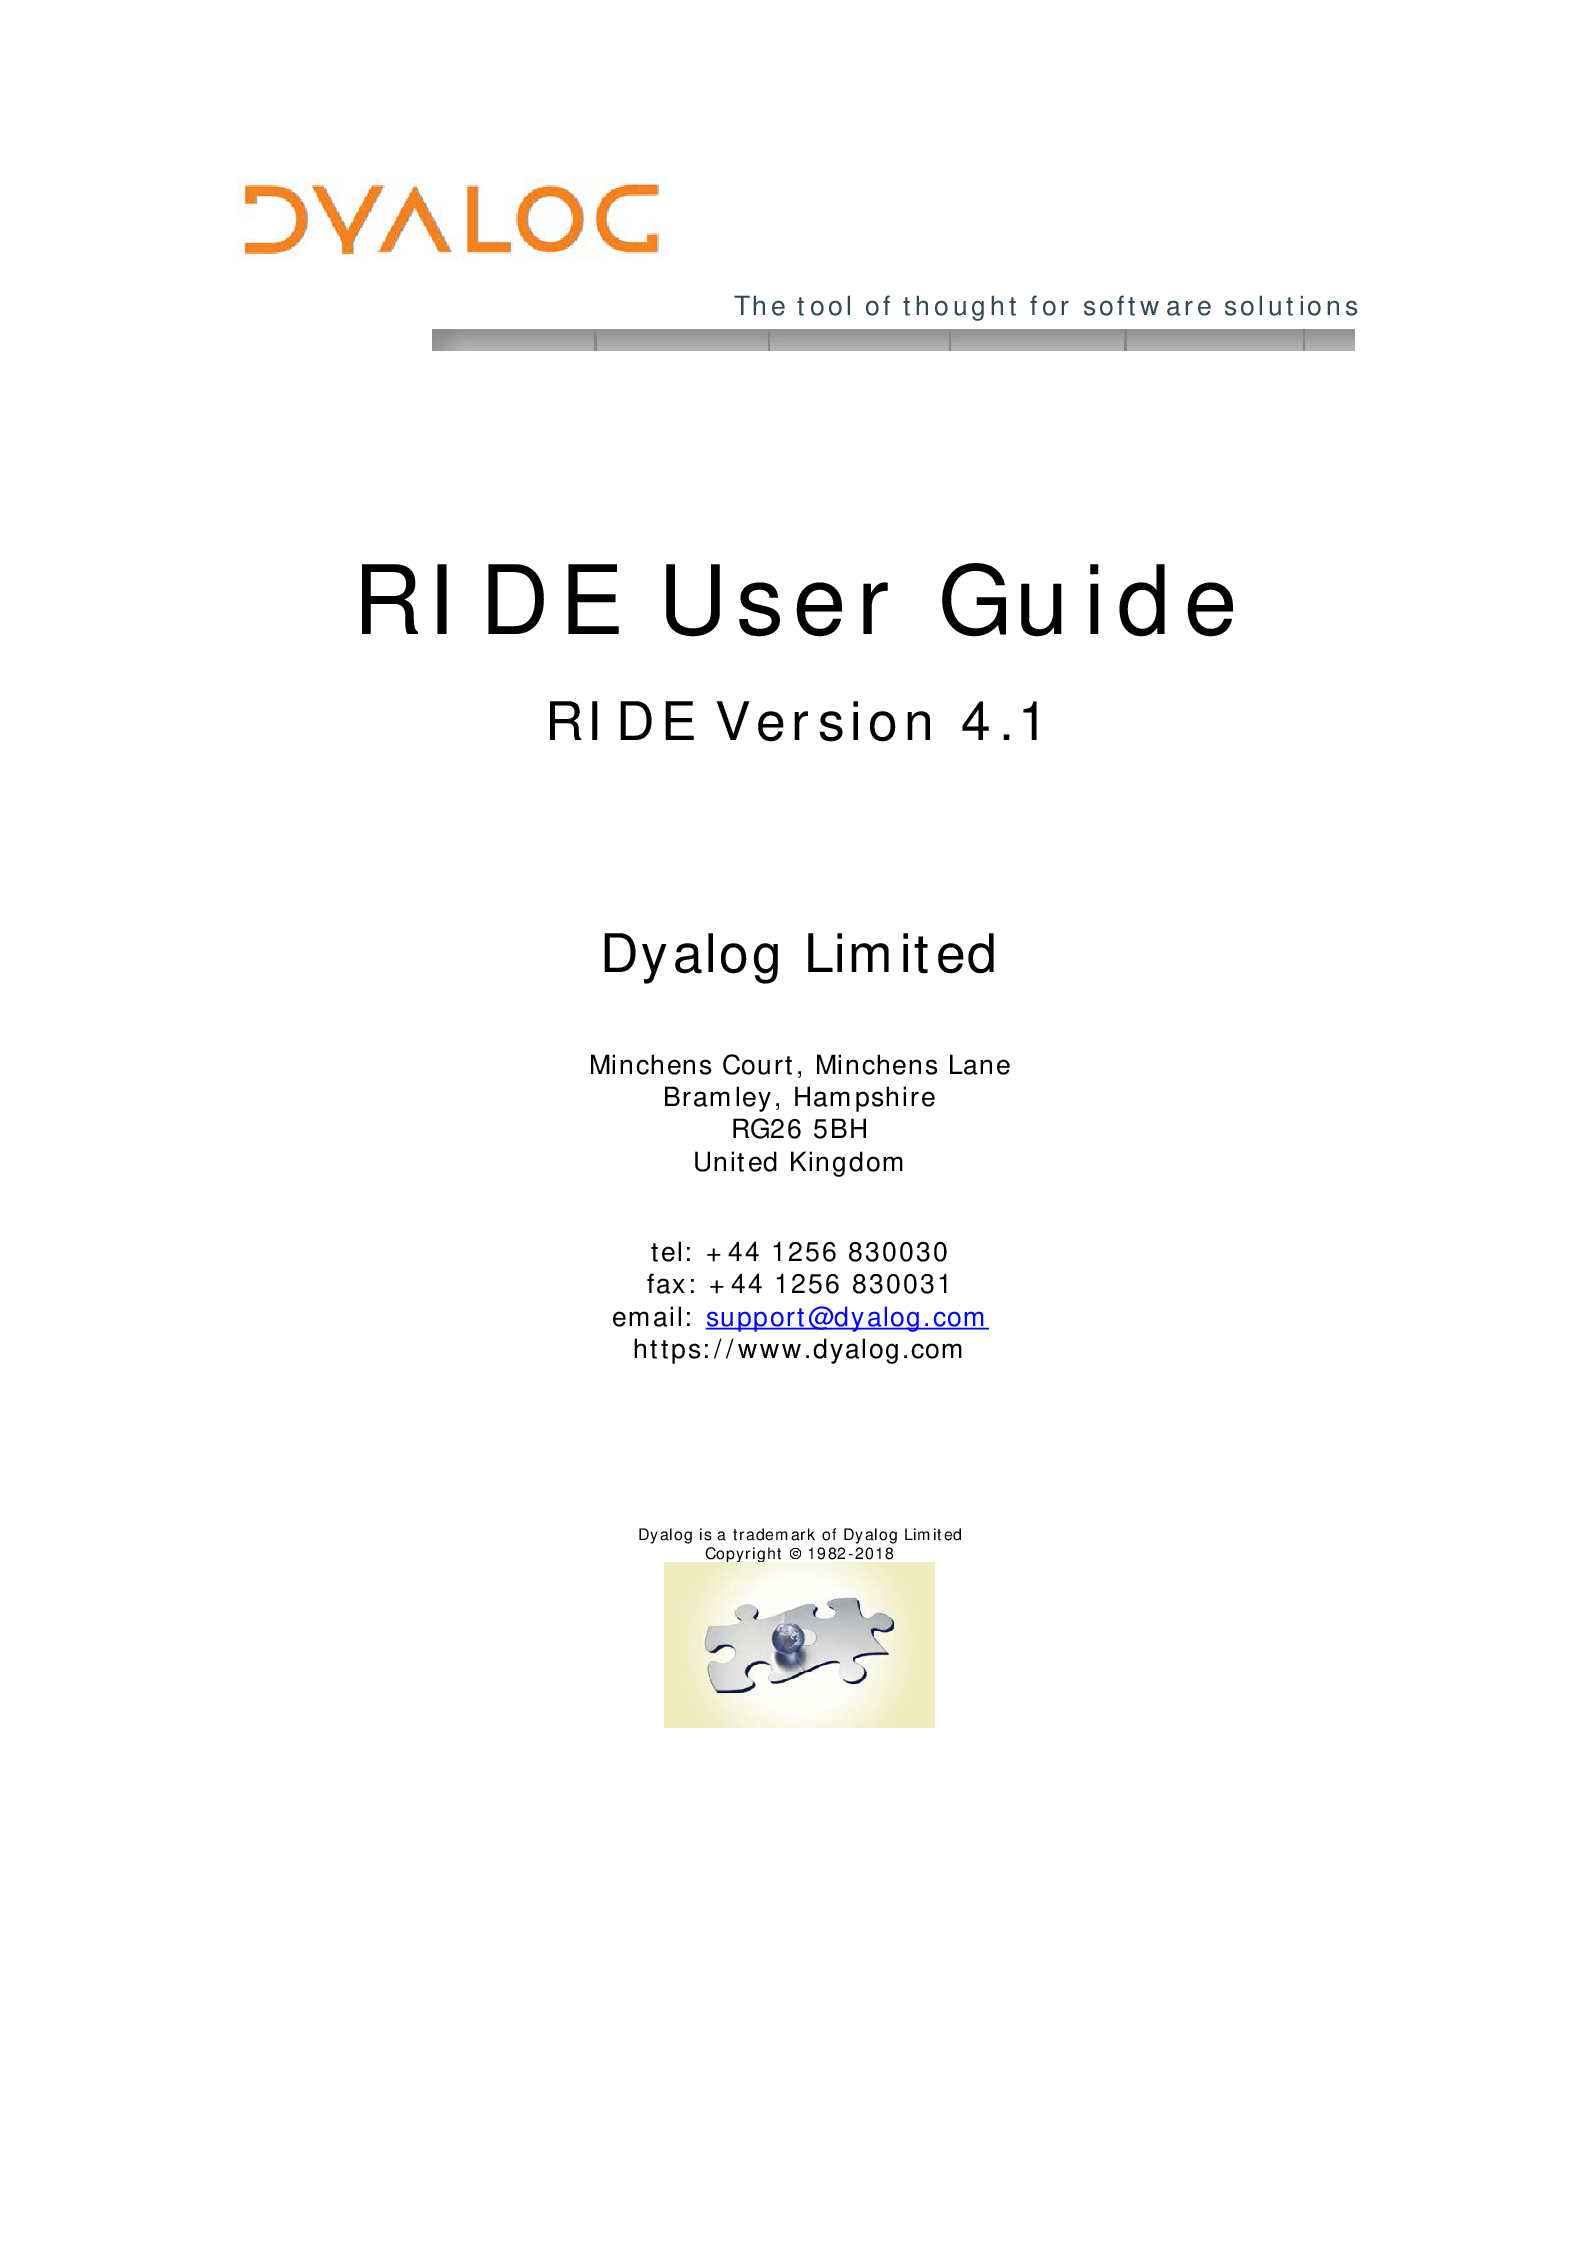 DYALOG
The tool of thought for software solutions
RIDE User Guide
RIDE Version 4.1
Dyalog Limited
Minchens Court, Minchens Lane
Bramley, Hampshire
RG26 5BH
United Kingdom
tel: +44 1256 830030
fax: +44 1256 830031
email: support@dyalog.com
https://www.dyalog.com
Dyalog is a trademark of Dyalog Limited
Copyright © 1982-2018